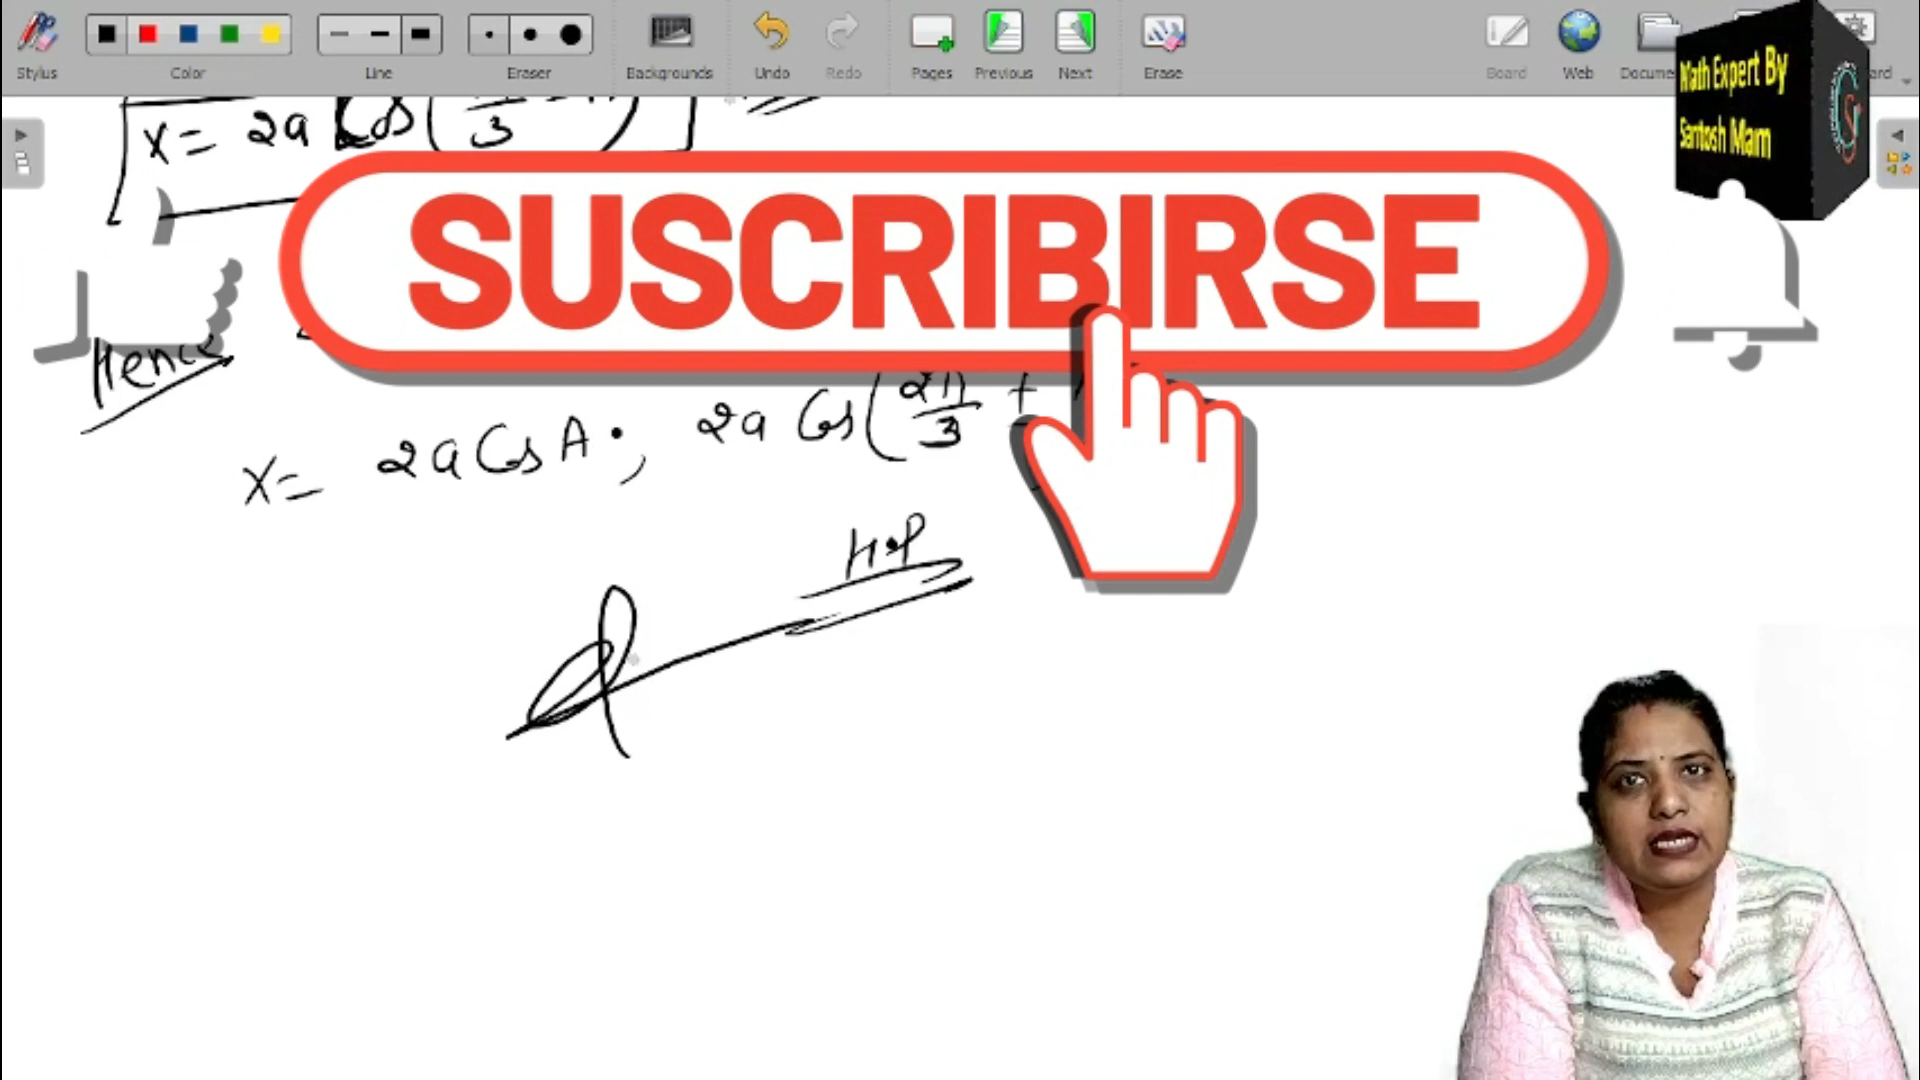 Stylus Color Line Eraser Backgrounds Undo Redo Pages Previous Next Erase Board Web
Math Expert By
Santosh Mam
x = 2a Cos( /3
SUSCRIBIRSE
Hence
x = 2a Cos A ; 2a Cos( 2π/3 +
H.P